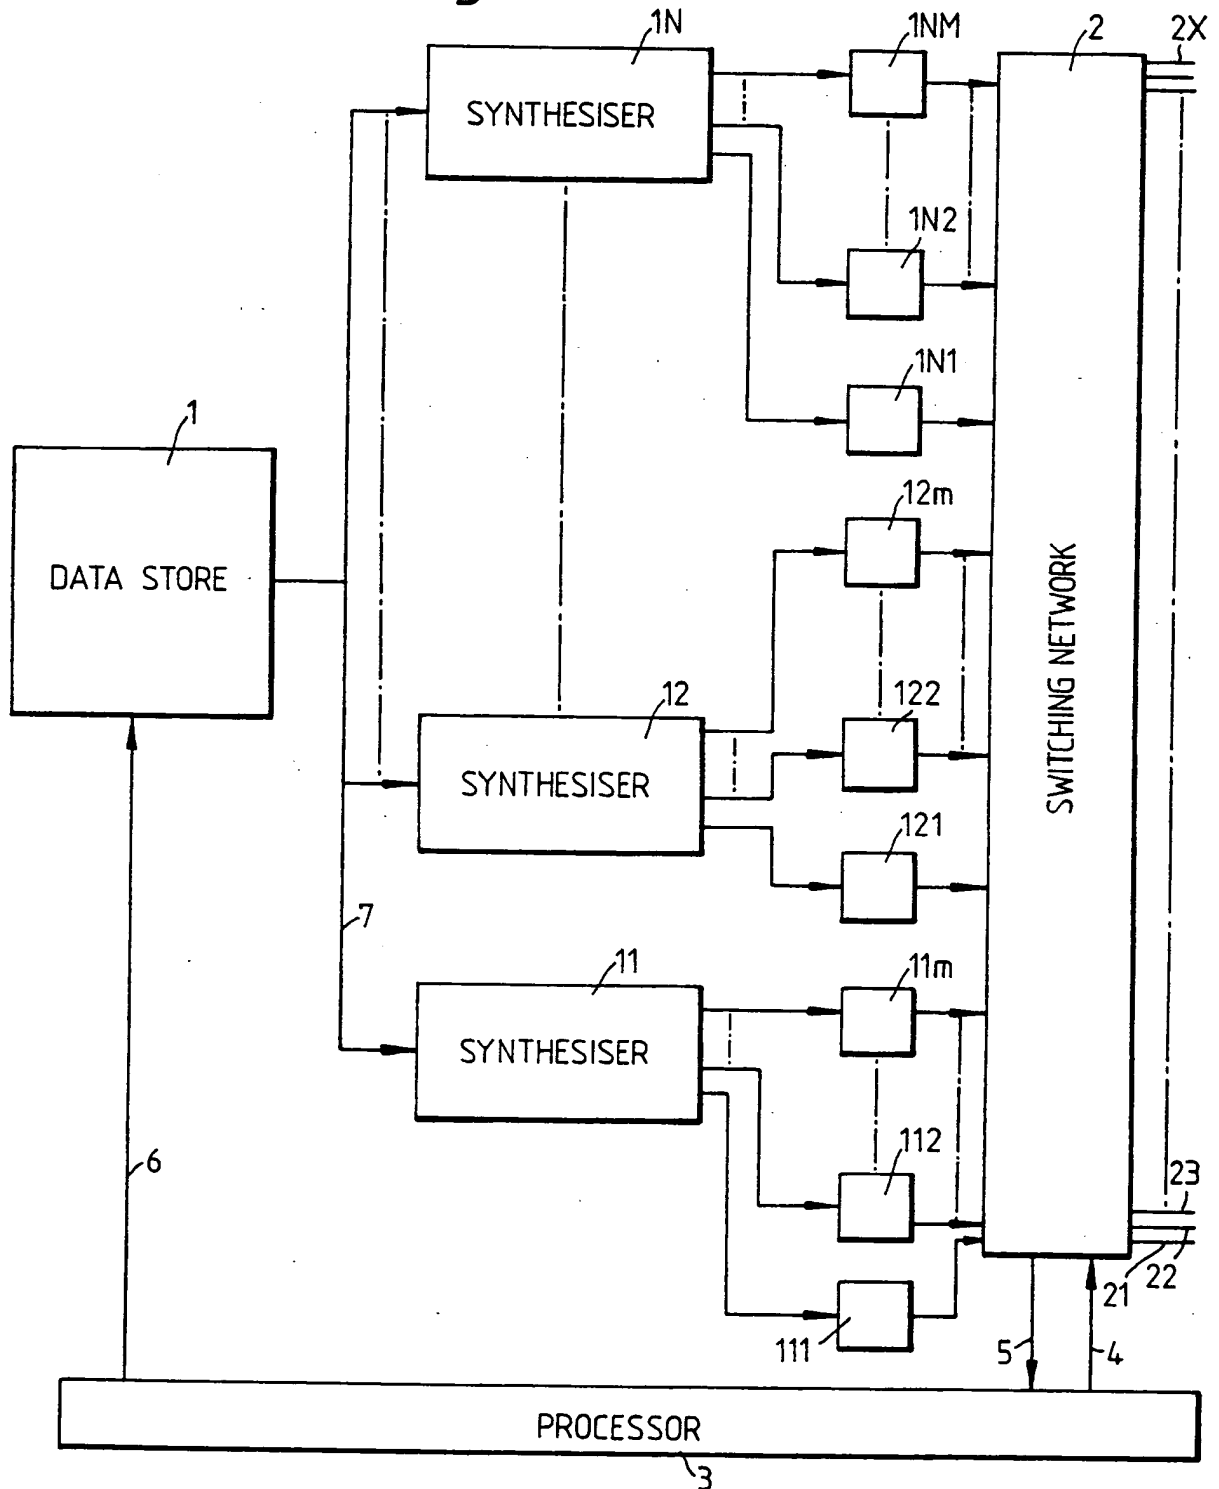 1N
1NM
2
2X
SYNTHESISER
1N2
1N1
1
DATA STORE
12m
SWITCHING NETWORK
12
122
SYNTHESISER
121
7
11
11m
SYNTHESISER
112
6
23
22
21
111
5
4
PROCESSOR
3